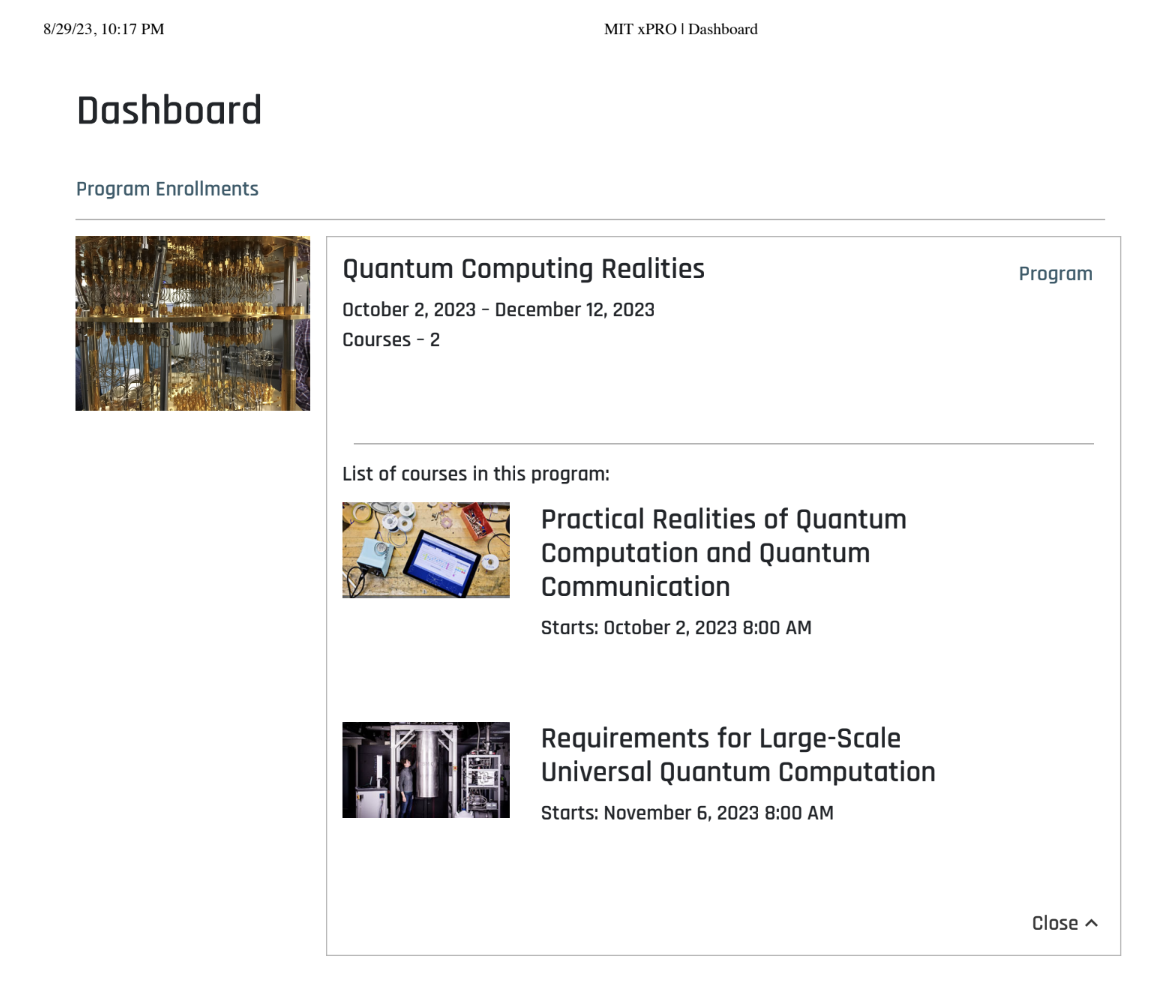 8/29/23, 10:17 PM
MIT xPRO | Dashboard
Dashboard
Program Enrollments
Quantum Computing Realities
Program
October 2, 2023 – December 12, 2023
Courses – 2
List of courses in this program:
Practical Realities of Quantum
Computation and Quantum
Communication
Starts: October 2, 2023 8:00 AM
Requirements for Large-Scale
Universal Quantum Computation
Starts: November 6, 2023 8:00 AM
Close